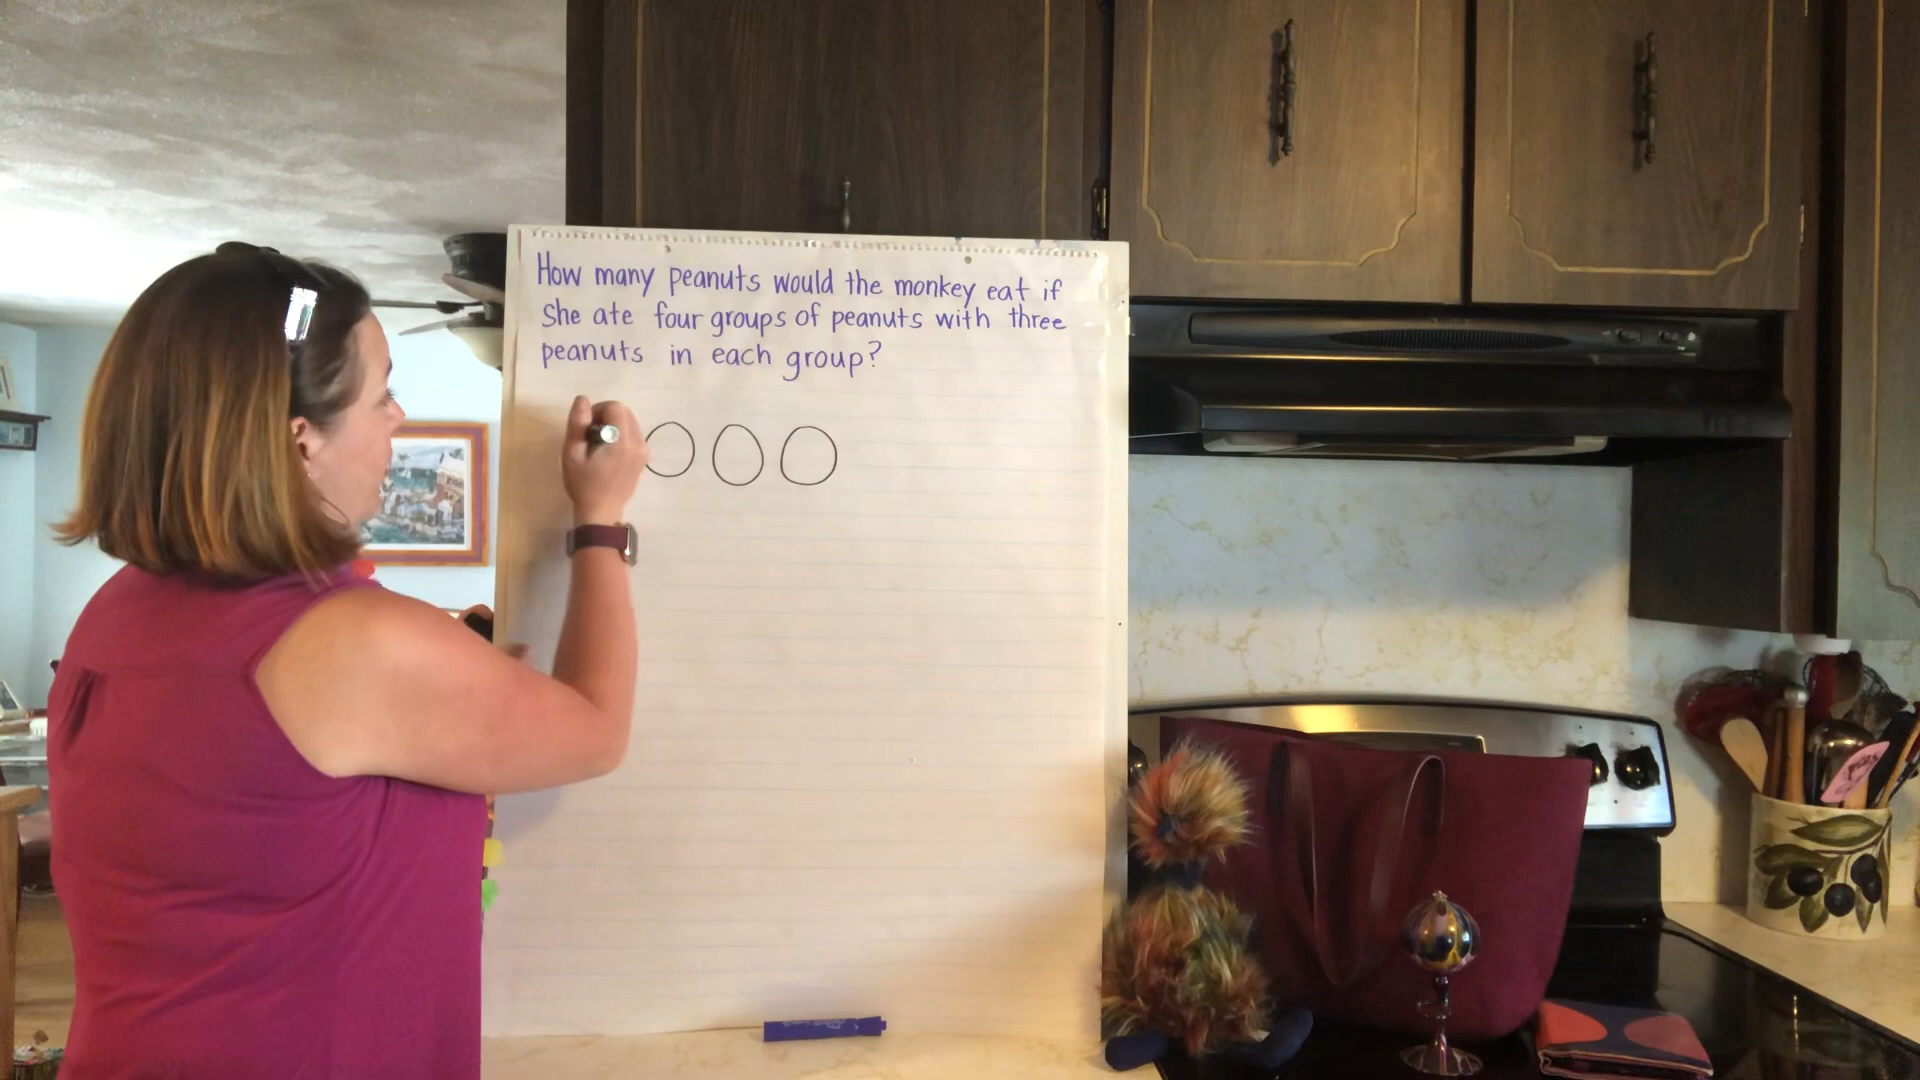 How many peanuts would the monkey eat if
She ate four groups of peanuts with three
peanuts in each group?